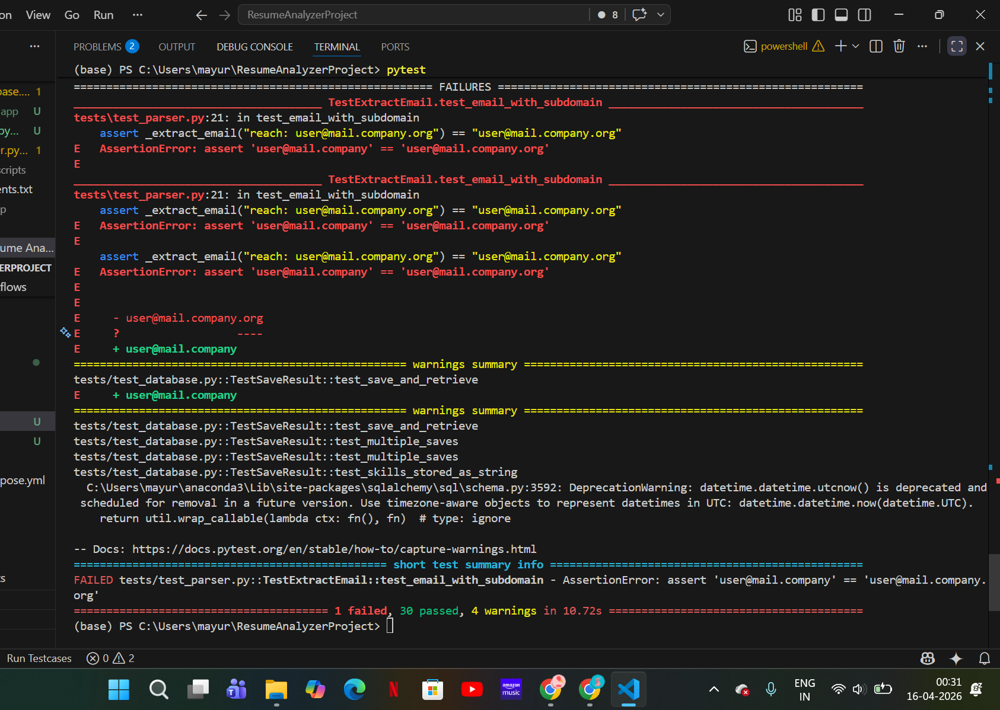 on View Go Run ··· ResumeAnalyzerProject 8
PROBLEMS 2 OUTPUT DEBUG CONSOLE TERMINAL PORTS powershell
(base) PS C:\Users\mayur\ResumeAnalyzerProject> pytest
======================================================= FAILURES ========================================================
______________________________________ TestExtractEmail.test_email_with_subdomain _______________________________________
tests\test_parser.py:21: in test_email_with_subdomain
assert _extract_email("reach: user@mail.company.org") == "user@mail.company.org"
E AssertionError: assert 'user@mail.company' == 'user@mail.company.org'
E
______________________________________ TestExtractEmail.test_email_with_subdomain _______________________________________
tests\test_parser.py:21: in test_email_with_subdomain
assert _extract_email("reach: user@mail.company.org") == "user@mail.company.org"
E AssertionError: assert 'user@mail.company' == 'user@mail.company.org'
E
assert _extract_email("reach: user@mail.company.org") == "user@mail.company.org"
E AssertionError: assert 'user@mail.company' == 'user@mail.company.org'
E
E
E - user@mail.company.org
E ? ----
E + user@mail.company
=================================================== warnings summary ====================================================
tests/test_database.py::TestSaveResult::test_save_and_retrieve
E + user@mail.company
=================================================== warnings summary ====================================================
tests/test_database.py::TestSaveResult::test_save_and_retrieve
tests/test_database.py::TestSaveResult::test_multiple_saves
tests/test_database.py::TestSaveResult::test_multiple_saves
tests/test_database.py::TestSaveResult::test_skills_stored_as_string
C:\Users\mayur\anaconda3\Lib\site-packages\sqlalchemy\sql\schema.py:3592: DeprecationWarning: datetime.datetime.utcnow() is deprecated and
scheduled for removal in a future version. Use timezone-aware objects to represent datetimes in UTC: datetime.datetime.now(datetime.UTC).
return util.wrap_callable(lambda ctx: fn(), fn) # type: ignore
-- Docs: https://docs.pytest.org/en/stable/how-to/capture-warnings.html
================================================ short test summary info ================================================
FAILED tests/test_parser.py::TestExtractEmail::test_email_with_subdomain - AssertionError: assert 'user@mail.company' == 'user@mail.company.
org'
======================================= 1 failed, 30 passed, 4 warnings in 10.72s =======================================
(base) PS C:\Users\mayur\ResumeAnalyzerProject>
base.... 1
app U
py... U
r.py... 1
scripts
ents.txt
p
ume Ana...
ERPROJECT
flows
U
U
pose.yml
s
Run Testcases 0 2
T
N
amazon music
ENG
IN
00:31
16-04-2026